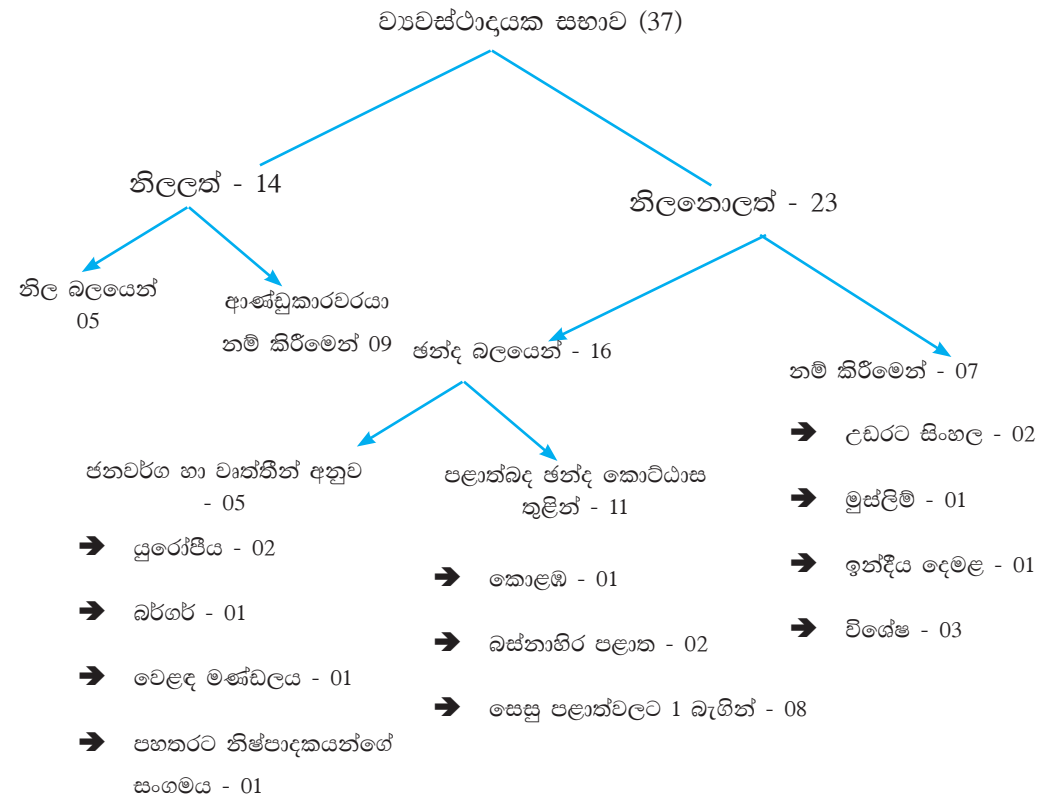 ව්‍යවස්ථාදායක සභාව (37)
නිලලත් - 14
නිලනොලත් - 23
නිල බලයෙන්
05
ආණ්ඩුකාරවරයා
නම් කිරීමෙන් 09
ඡන්ද බලයෙන් - 16
නම් කිරීමෙන් - 07
➔ උඩරට සිංහල - 02
➔ මුස්ලිම් - 01
➔ ඉන්දීය දෙමළ - 01
➔ විශේෂ - 03
ජනවර්ග හා වෘත්තීන් අනුව
- 05
➔ යුරෝපීය - 02
➔ බර්ගර් - 01
➔ වෙළඳ මණ්ඩලය - 01
➔ පහතරට නිෂ්පාදකයන්ගේ
සංගමය - 01
පළාත්බද ඡන්ද කොට්ඨාස
තුළින් - 11
➔ කොළඹ - 01
➔ බස්නාහිර පළාත - 02
➔ සෙසු පළාත්වලට 1 බැගින් - 08